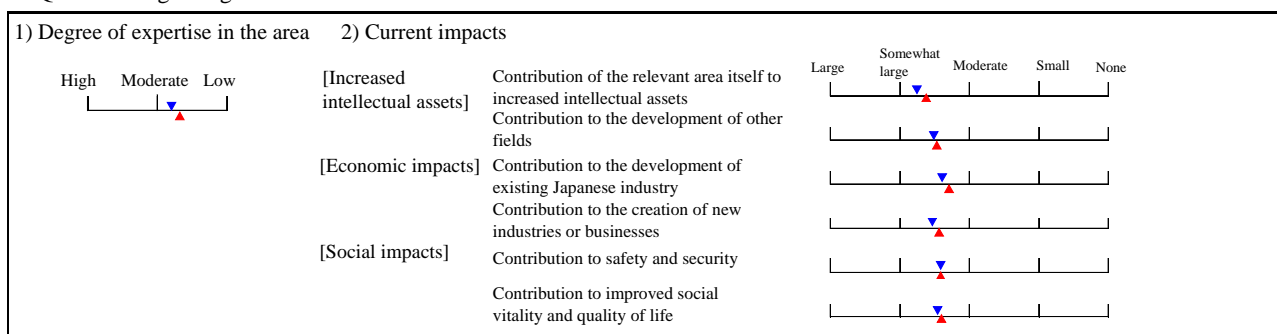 1) Degree of expertise in the area 2) Current impacts
High Moderate Low
[Increased
intellectual assets]
Contribution of the relevant area itself to
increased intellectual assets
Large Somewhat
large Moderate Small None
Contribution to the development of other
fields
[Economic impacts]
Contribution to the development of
existing Japanese industry
Contribution to the creation of new
industries or businesses
[Social impacts]
Contribution to safety and security
Contribution to improved social
vitality and quality of life